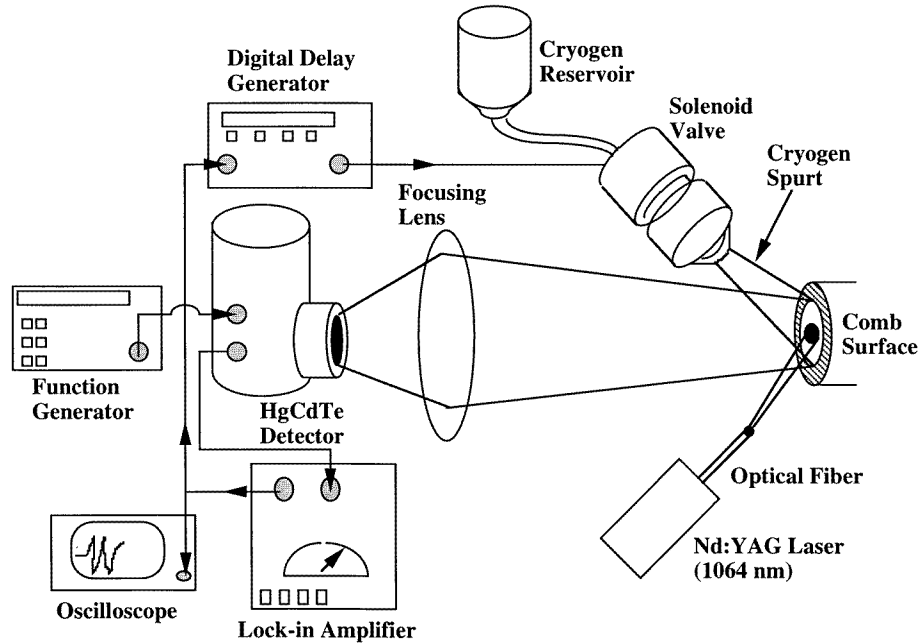 Cryogen
Reservoir
Digital Delay
Generator
Solenoid
Valve
Cryogen
Spurt
Focusing
Lens
Comb
Surface
Function
Generator
HgCdTe
Detector
Optical Fiber
Nd:YAG Laser
(1064 nm)
Oscilloscope
Lock-in Amplifier